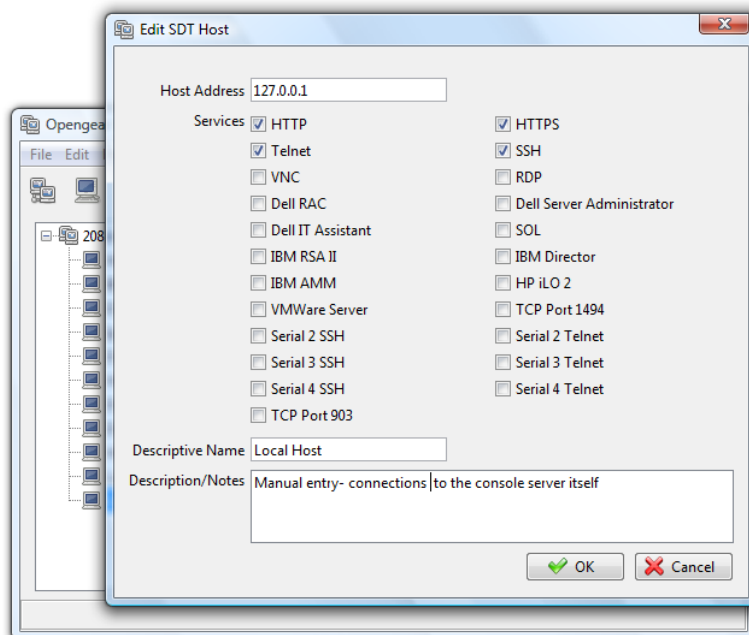 Edit SDT Host
Host Address 127.0.0.1
Services HTTP HTTPS
Telnet SSH
VNC RDP
Dell RAC Dell Server Administrator
Dell IT Assistant SOL
IBM RSA II IBM Director
IBM AMM HP iLO 2
VMWare Server TCP Port 1494
Serial 2 SSH Serial 2 Telnet
Serial 3 SSH Serial 3 Telnet
Serial 4 SSH Serial 4 Telnet
TCP Port 903
Descriptive Name Local Host
Description/Notes Manual entry- connections to the console server itself
OK Cancel
Opengea
File Edit
208